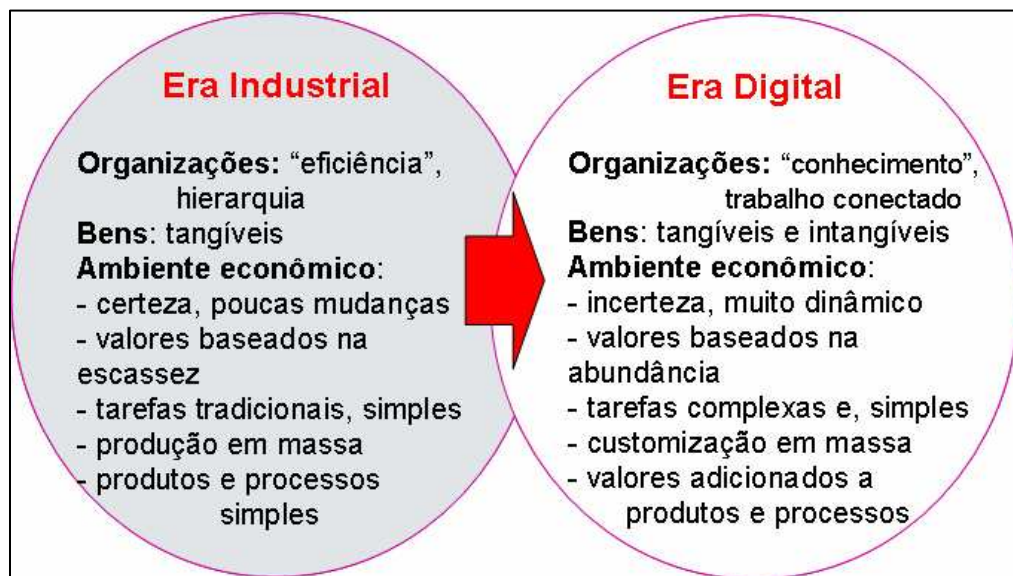 Era Industrial
Organizações: “eficiência”,
hierarquia
Bens: tangíveis
Ambiente econômico:
- certeza, poucas mudanças
- valores baseados na
escassez
- tarefas tradicionais, simples
- produção em massa
- produtos e processos
simples
Era Digital
Organizações: “conhecimento”,
trabalho conectado
Bens: tangíveis e intangíveis
Ambiente econômico:
- incerteza, muito dinâmico
- valores baseados na
abundância
- tarefas complexas e, simples
- customização em massa
- valores adicionados a
produtos e processos